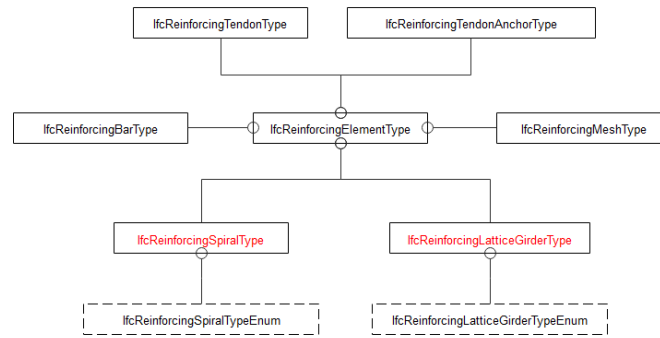 IfcReinforcingTendonType
IfcReinforcingTendonAnchorType
IfcReinforcingBarType
IfcReinforcingElementType
IfcReinforcingMeshType
IfcReinforcingSpiralType
IfcReinforcingLatticeGirderType
IfcReinforcingSpiralTypeEnum
IfcReinforcingLatticeGirderTypeEnum